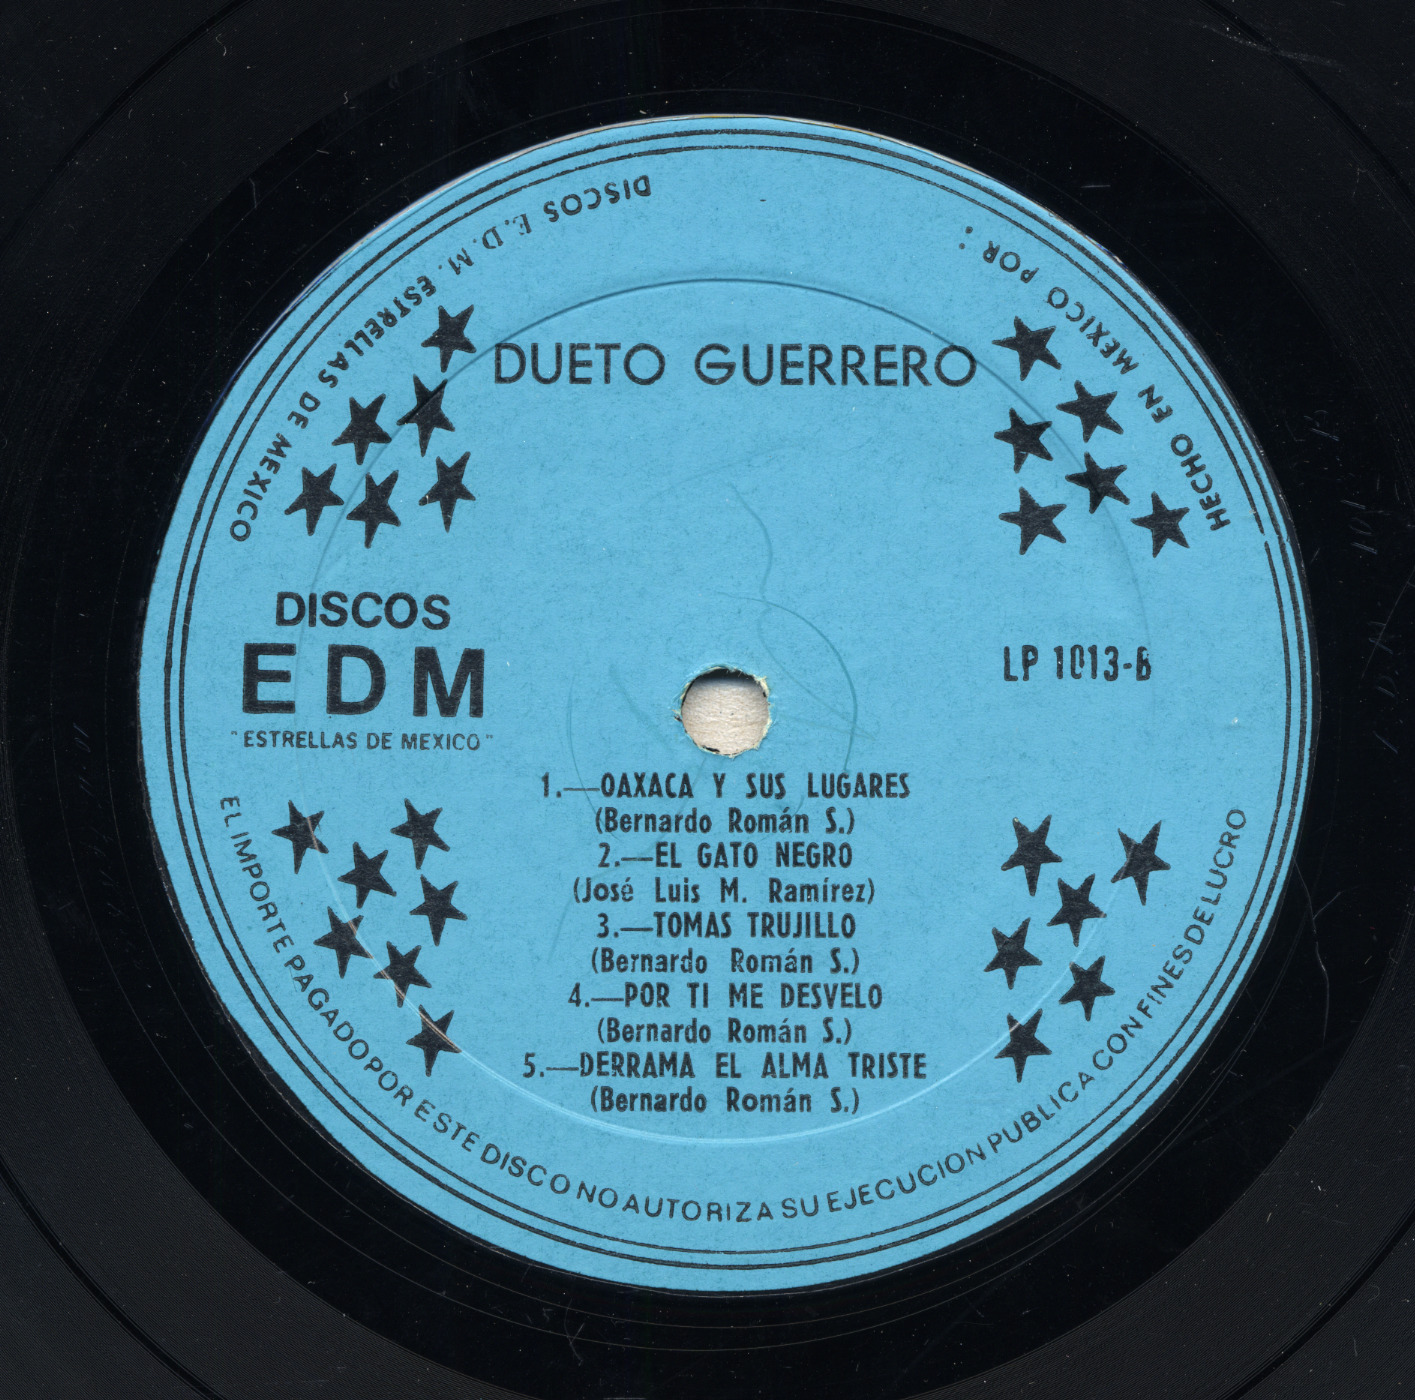 HECHO EN MEXICO POR : DISCOS E. D. M. ESTRELLAS DE MEXICO
DUETO GUERRERO
DISCOS
EDM
"ESTRELLAS DE MEXICO"
LP 1013-B
1.—OAXACA Y SUS LUGARES
(Bernardo Román S.)
2.—EL GATO NEGRO
(José Luis M. Ramírez)
3.—TOMAS TRUJILLO
(Bernardo Román S.)
4.—POR TI ME DESVELO
(Bernardo Román S.)
5.—DERRAMA EL ALMA TRISTE
(Bernardo Román S.)
EL IMPORTE PAGADO POR ESTE DISCO NO AUTORIZA SU EJECUCION PUBLICA CON FINES DE LUCRO